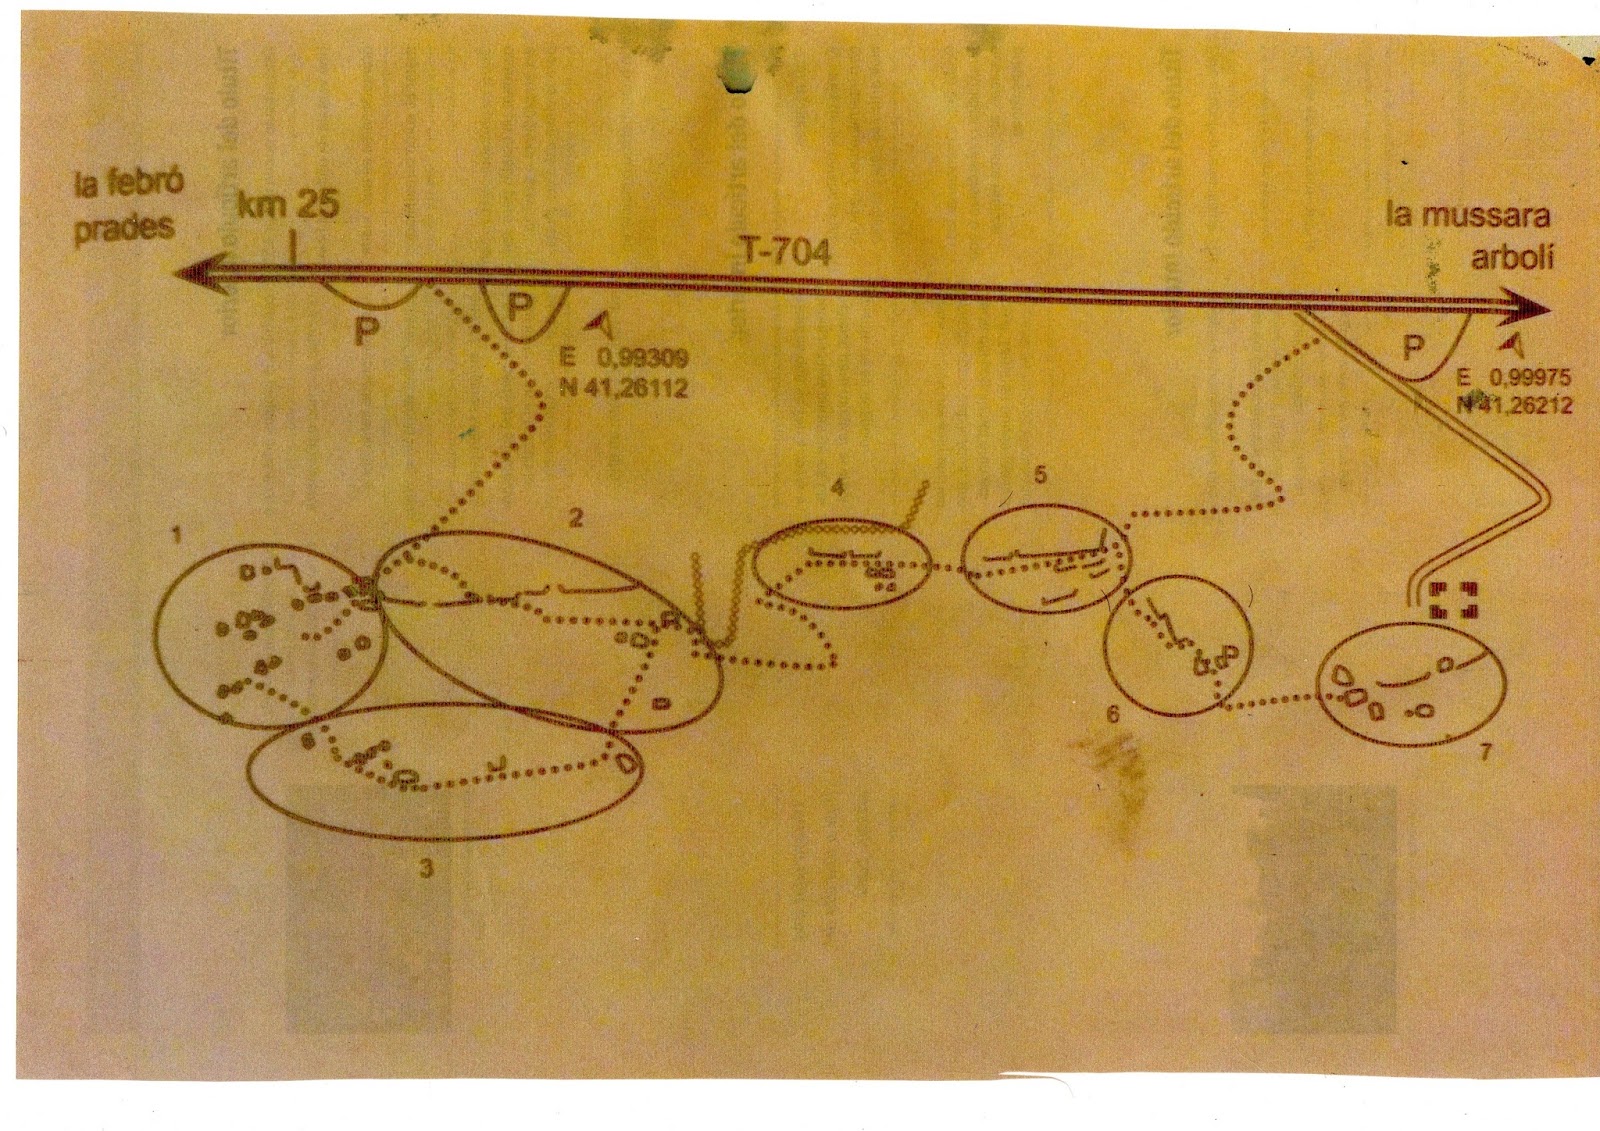 la febró
prades
km 25
T-704
la mussara
arbolí
P
P
E 0,99309
N 41,26112
P
E 0,99975
N 41,26212
1
2
3
4
5
6
7